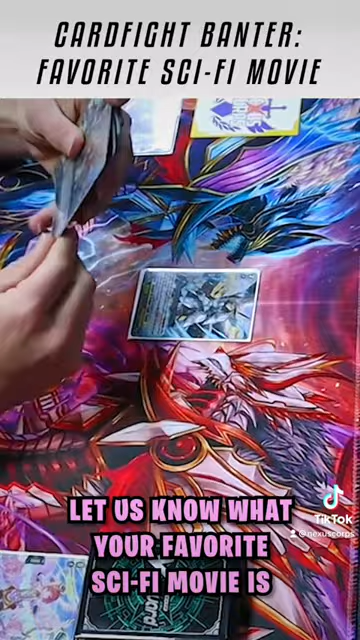 CARDFIGHT BANTER:
FAVORITE SCI-FI MOVIE
TikTok
@nexuscorps
LET US KNOW WHAT
YOUR FAVORITE
SCI-FI MOVIE IS